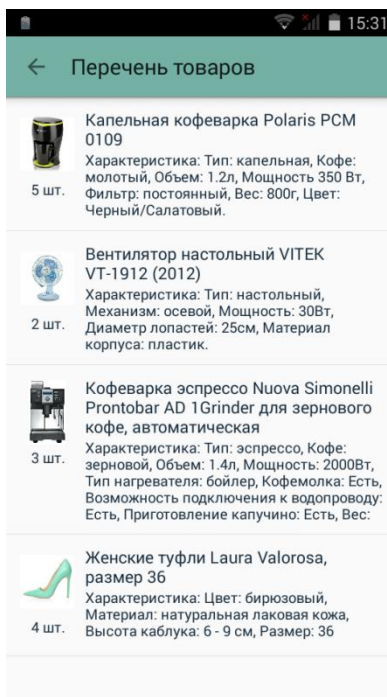 15:31
Перечень товаров
Капельная кофеварка Polaris PCM
0109
Характеристика: Тип: капельная, Кофе:
молотый, Объем: 1.2л, Мощность 350 Вт,
Фильтр: постоянный, Вес: 800г, Цвет:
Черный/Салатовый.
5 шт.
Вентилятор настольный VITEK
VT-1912 (2012)
Характеристика: Тип: настольный,
Механизм: осевой, Мощность: 30Вт,
Диаметр лопастей: 25см, Материал
корпуса: пластик.
2 шт.
Кофеварка эспрессо Nuova Simonelli
Prontobar AD 1Grinder для зернового
кофе, автоматическая
Характеристика: Тип: эспрессо, Кофе:
зерновой, Объем: 1.4л, Мощность: 2000Вт,
Тип нагревателя: бойлер, Кофемолка: Есть,
Возможность подключения к водопроводу:
Есть, Приготовление капучино: Есть, Вес:
3 шт.
Женские туфли Laura Valorosa,
размер 36
Характеристика: Цвет: бирюзовый,
Материал: натуральная лаковая кожа,
Высота каблука: 6 - 9 см, Размер: 36
4 шт.